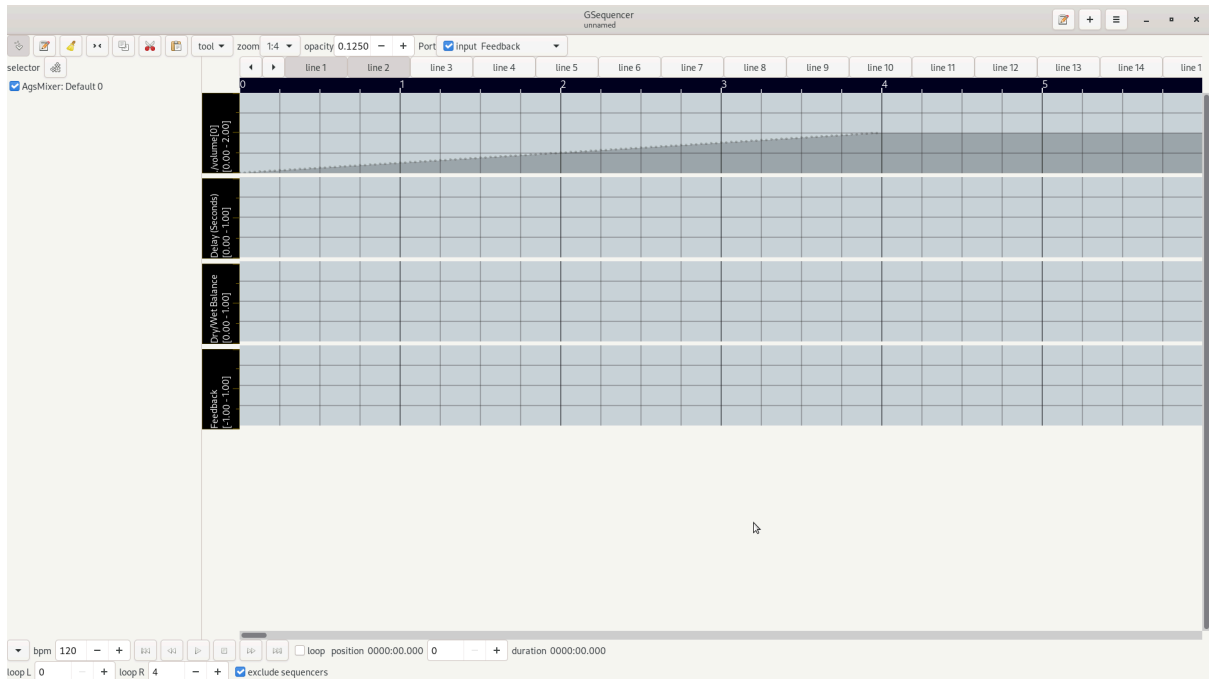 GSequencer
unnamed
tool zoom 1:4 opacity 0.1250 − + Port input Feedback
selector
line 1 line 2 line 3 line 4 line 5 line 6 line 7 line 8 line 9 line 10 line 11 line 12 line 13 line 14 line 1
AgsMixer: Default 0
0 1 2 3 4 5
./volume[0]
[0.00 - 2.00]
Delay (Seconds)
[0.00 - 1.00]
Dry/Wet Balance
[0.00 - 1.00]
Feedback
[-1.00 - 1.00]
bpm 120 − + loop position 0000:00.000 0 − + duration 0000:00.000
loop L 0 − + loop R 4 − + exclude sequencers